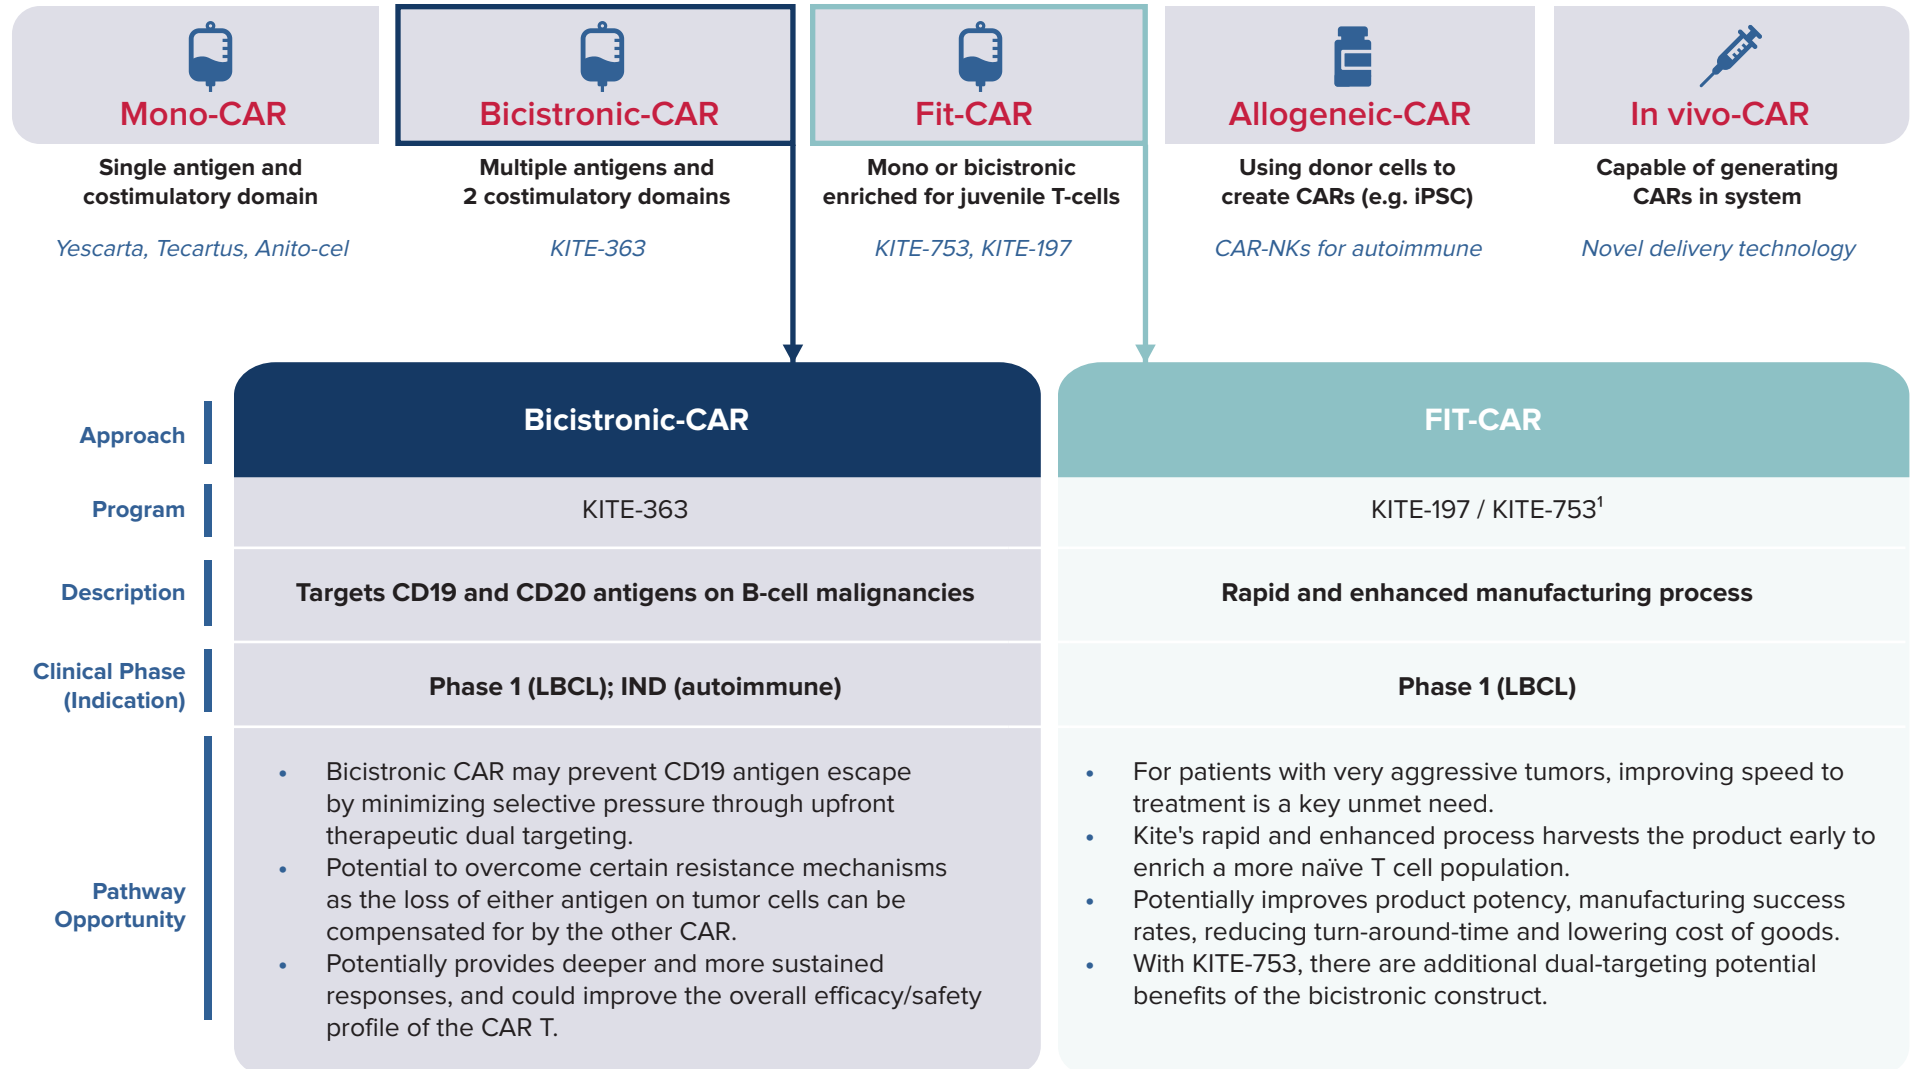 Mono-CAR
Single antigen and
costimulatory domain
Yescarta, Tecartus, Anito-cel
Bicistronic-CAR
Multiple antigens and
2 costimulatory domains
KITE-363
Fit-CAR
Mono or bicistronic
enriched for juvenile T-cells
KITE-753, KITE-197
Allogeneic-CAR
Using donor cells to
create CARs (e.g. iPSC)
CAR-NKs for autoimmune
In vivo-CAR
Capable of generating
CARs in system
Novel delivery technology
Approach
Bicistronic-CAR
FIT-CAR
Program
KITE-363
KITE-197 / KITE-753¹
Description
Targets CD19 and CD20 antigens on B-cell malignancies
Rapid and enhanced manufacturing process
Clinical Phase
(Indication)
Phase 1 (LBCL); IND (autoimmune)
Phase 1 (LBCL)
Pathway
Opportunity
• Bicistronic CAR may prevent CD19 antigen escape
by minimizing selective pressure through upfront
therapeutic dual targeting.
• Potential to overcome certain resistance mechanisms
as the loss of either antigen on tumor cells can be
compensated for by the other CAR.
• Potentially provides deeper and more sustained
responses, and could improve the overall efficacy/safety
profile of the CAR T.
• For patients with very aggressive tumors, improving speed to
treatment is a key unmet need.
• Kite's rapid and enhanced process harvests the product early to
enrich a more naïve T cell population.
• Potentially improves product potency, manufacturing success
rates, reducing turn-around-time and lowering cost of goods.
• With KITE-753, there are additional dual-targeting potential
benefits of the bicistronic construct.